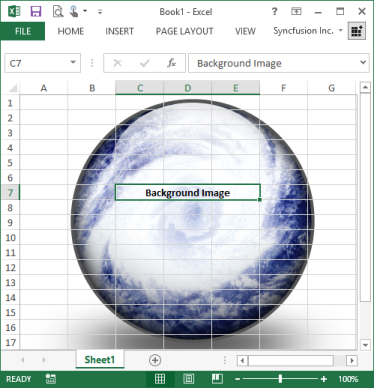 Book1 - Excel
FILE HOME INSERT PAGE LAYOUT VIEW Syncfusion Inc.
C7 fx Background Image
A B C D E F G
1
2
3
4
5
6
7 Background Image
8
9
10
11
12
13
14
15
16
17
Sheet1
READY 100%